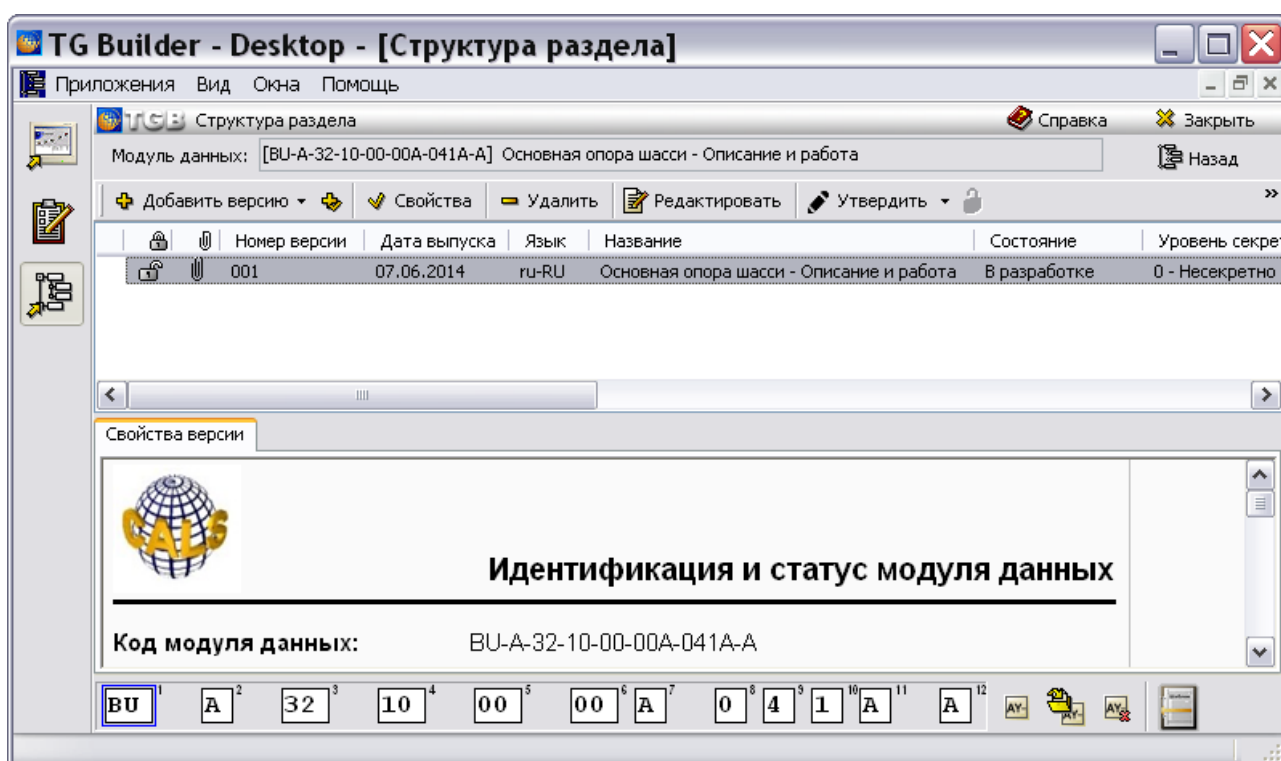 TG Builder - Desktop - [Структура раздела]
Приложения Вид Окна Помощь
TGB Структура раздела Справка Закрыть
Модуль данных: [BU-A-32-10-00-00A-041A-A] Основная опора шасси - Описание и работа Назад
Добавить версию Свойства Удалить Редактировать Утвердить »
Номер версии Дата выпуска Язык Название Состояние Уровень секре
001 07.06.2014 ru-RU Основная опора шасси - Описание и работа В разработке 0 - Несекретно
Свойства версии
CALS
Идентификация и статус модуля данных
Код модуля данных: BU-A-32-10-00-00A-041A-A
BU 1 A 2 32 3 10 4 00 5 00 6 A 7 0 8 4 9 1 10 A 11 A 12 AY- AY- AY-